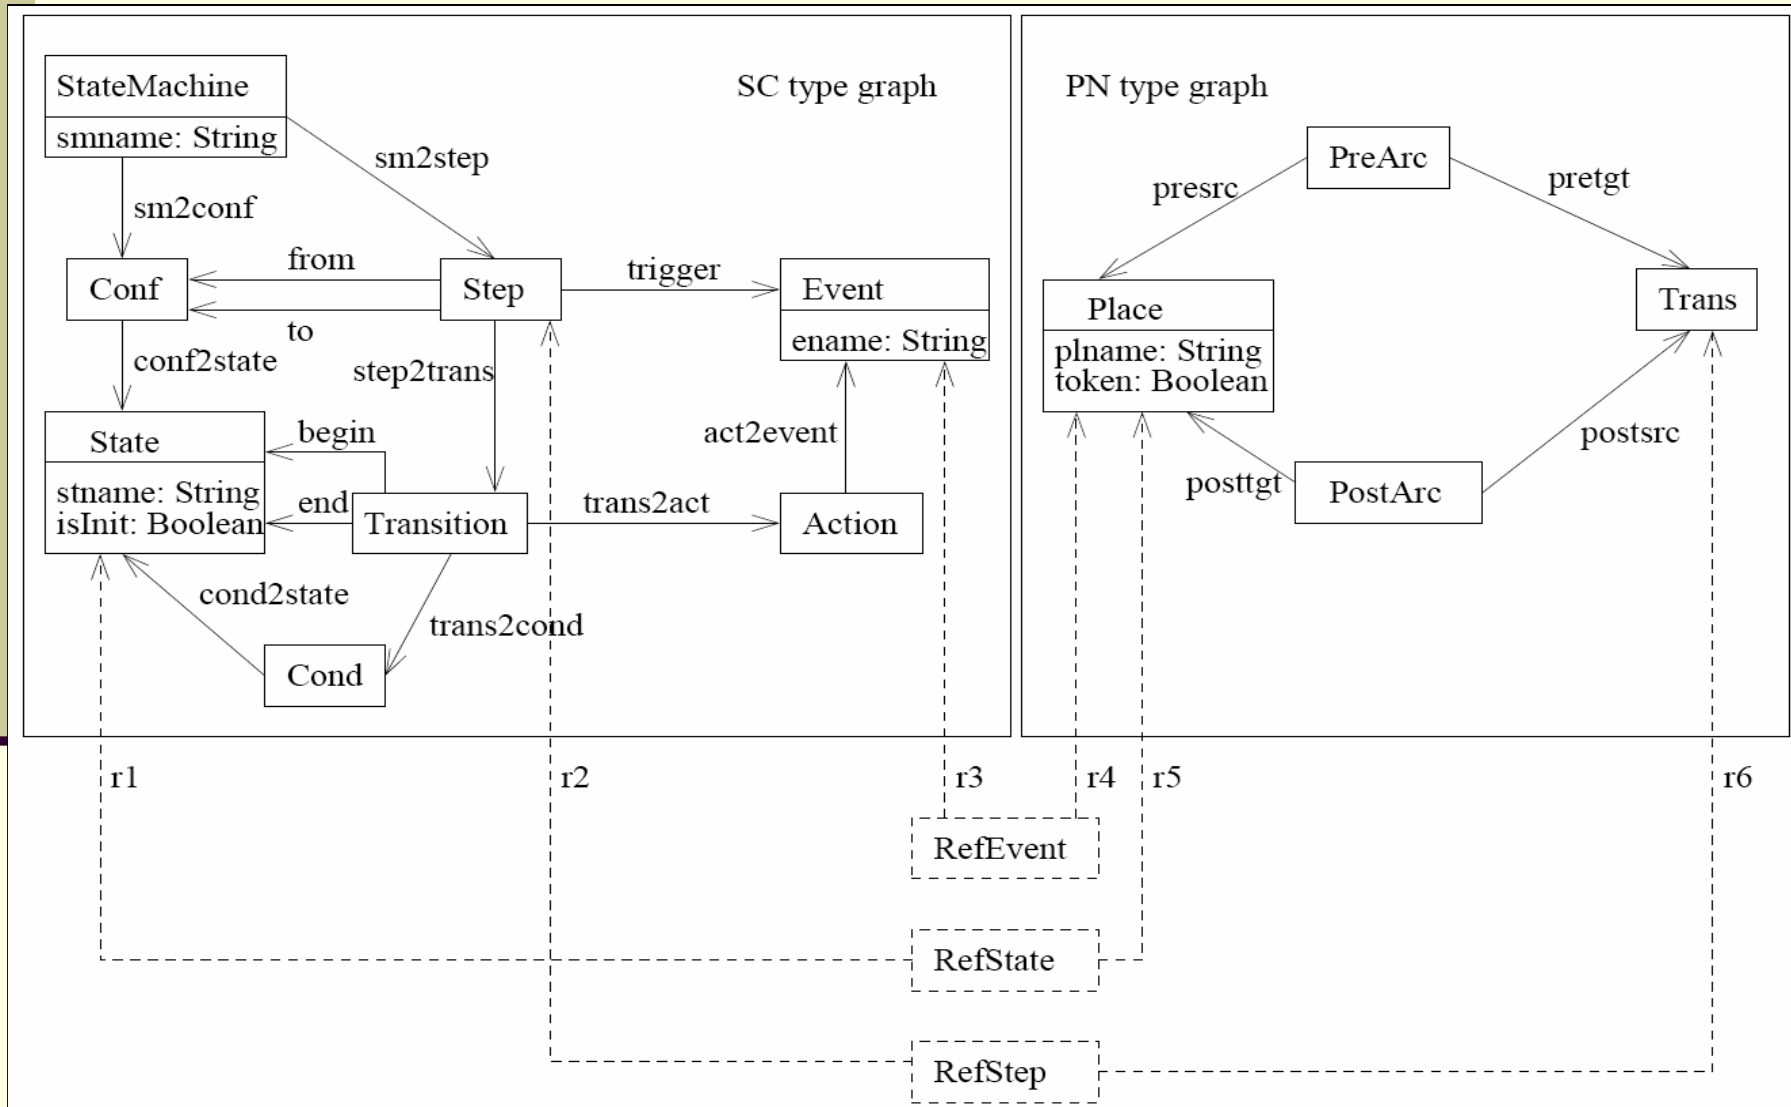 StateMachine
smname: String
SC type graph
sm2step
sm2conf
Conf
from
to
Step
trigger
Event
ename: String
conf2state
step2trans
State
stname: String
isInit: Boolean
begin
end
Transition
trans2act
act2event
Action
cond2state
trans2cond
Cond
PN type graph
PreArc
presrc
pretgt
Place
plname: String
token: Boolean
Trans
postsrc
posttgt
PostArc
r1
r2
r3
r4
r5
r6
RefEvent
RefState
RefStep